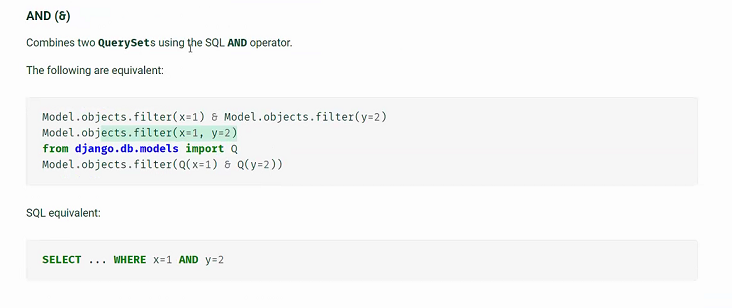 AND (&)
Combines two QuerySets using the SQL AND operator.
The following are equivalent:
Model.objects.filter(x=1) & Model.objects.filter(y=2)
Model.objects.filter(x=1, y=2)
from django.db.models import Q
Model.objects.filter(Q(x=1) & Q(y=2))
SQL equivalent:
SELECT ... WHERE x=1 AND y=2